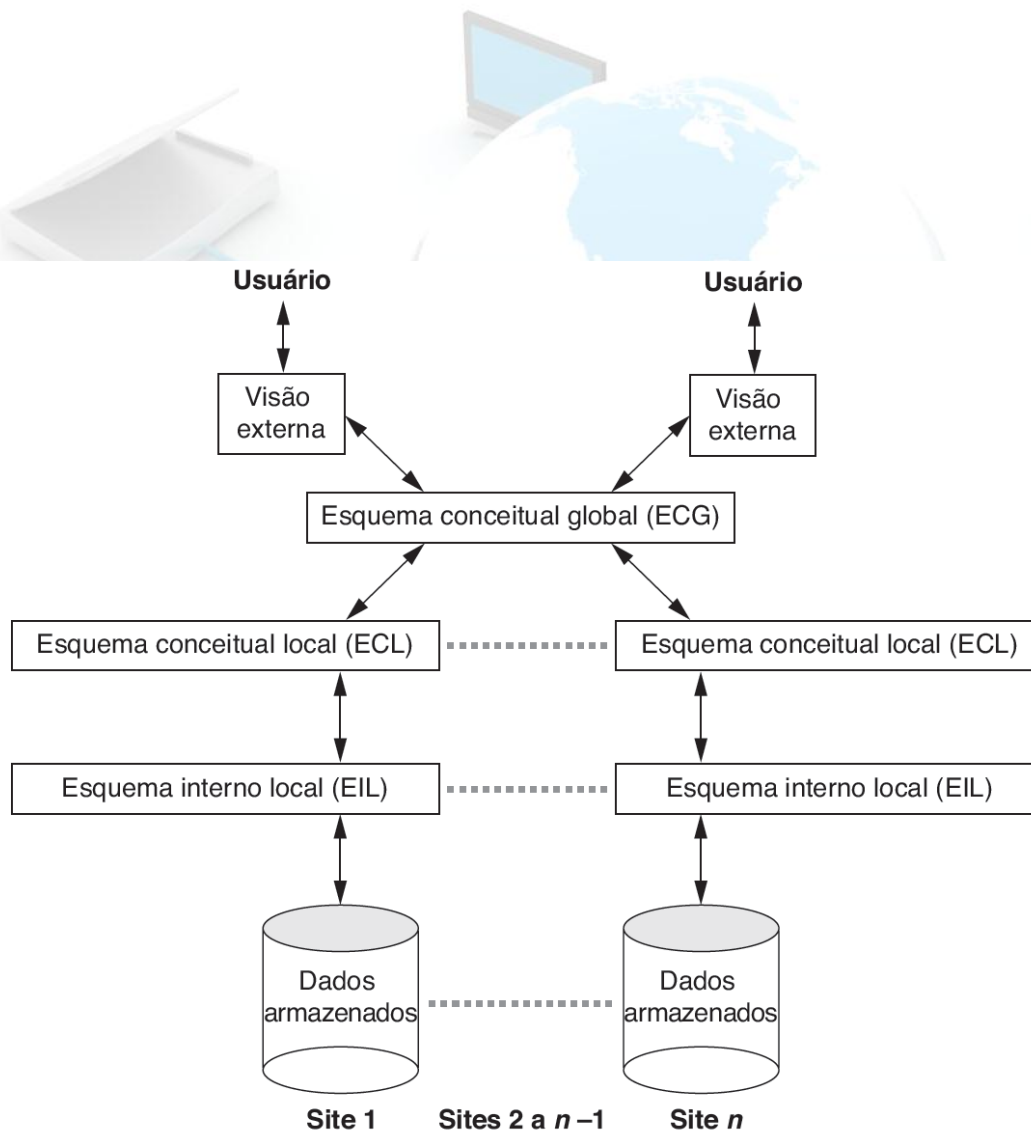 Usuário Usuário
Visão
externa
Visão
externa
Esquema conceitual global (ECG)
Esquema conceitual local (ECL) Esquema conceitual local (ECL)
Esquema interno local (EIL) Esquema interno local (EIL)
Dados
armazenados
Dados
armazenados
Site 1 Sites 2 a n –1 Site n